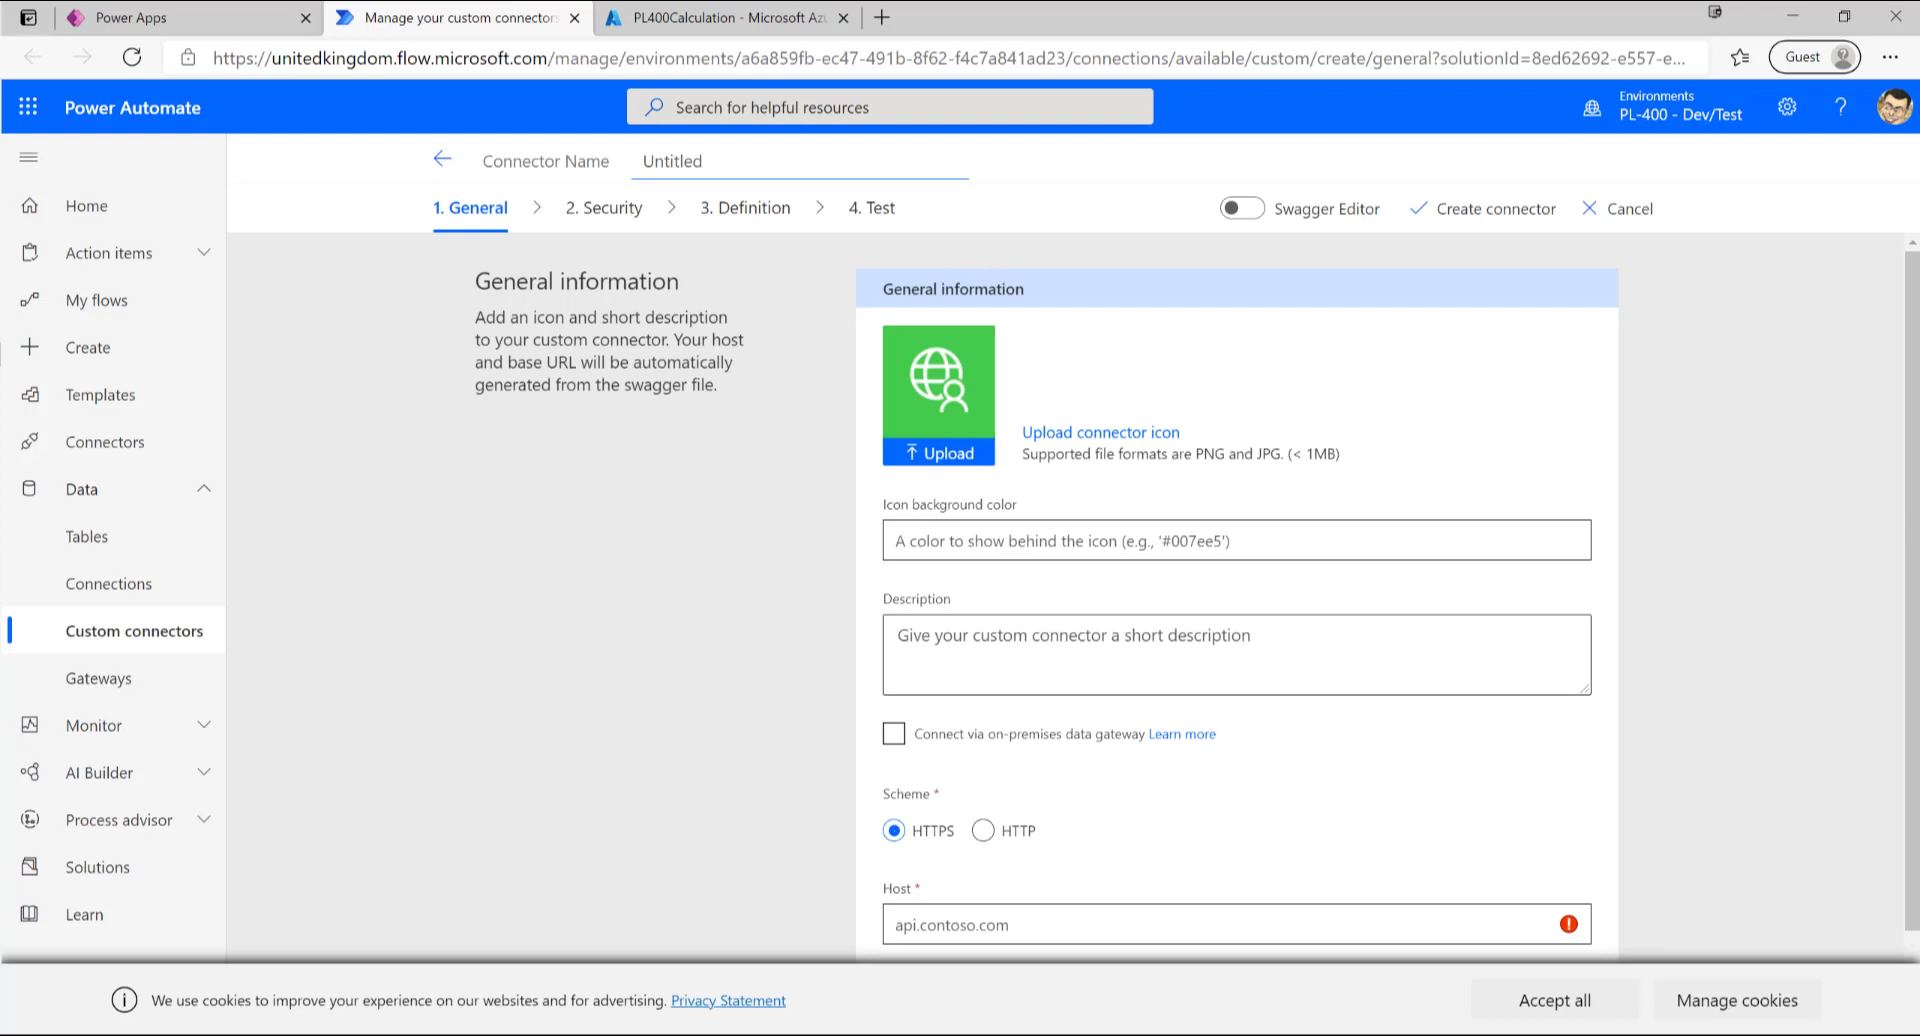 Power Apps
Manage your custom connector
PL400Calculation - Microsoft Az
https://unitedkingdom.flow.microsoft.com/manage/environments/a6a859fb-ec47-491b-8f62-f4c7a841ad23/connections/available/custom/create/general?solutionId=8ed62692-e557-e...
Guest
Power Automate
Search for helpful resources
Environments
PL-400 - Dev/Test
Connector Name
Untitled
1. General
2. Security
3. Definition
4. Test
Swagger Editor
Create connector
Cancel
Home
Action items
My flows
Create
Templates
Connectors
Data
Tables
Connections
Custom connectors
Gateways
Monitor
AI Builder
Process advisor
Solutions
Learn
General information
Add an icon and short description
to your custom connector. Your host
and base URL will be automatically
generated from the swagger file.
General information
Upload
Upload connector icon
Supported file formats are PNG and JPG. (< 1MB)
Icon background color
A color to show behind the icon (e.g., '#007ee5')
Description
Give your custom connector a short description
Connect via on-premises data gateway Learn more
Scheme *
HTTPS
HTTP
Host *
api.contoso.com
We use cookies to improve your experience on our websites and for advertising. Privacy Statement
Accept all
Manage cookies